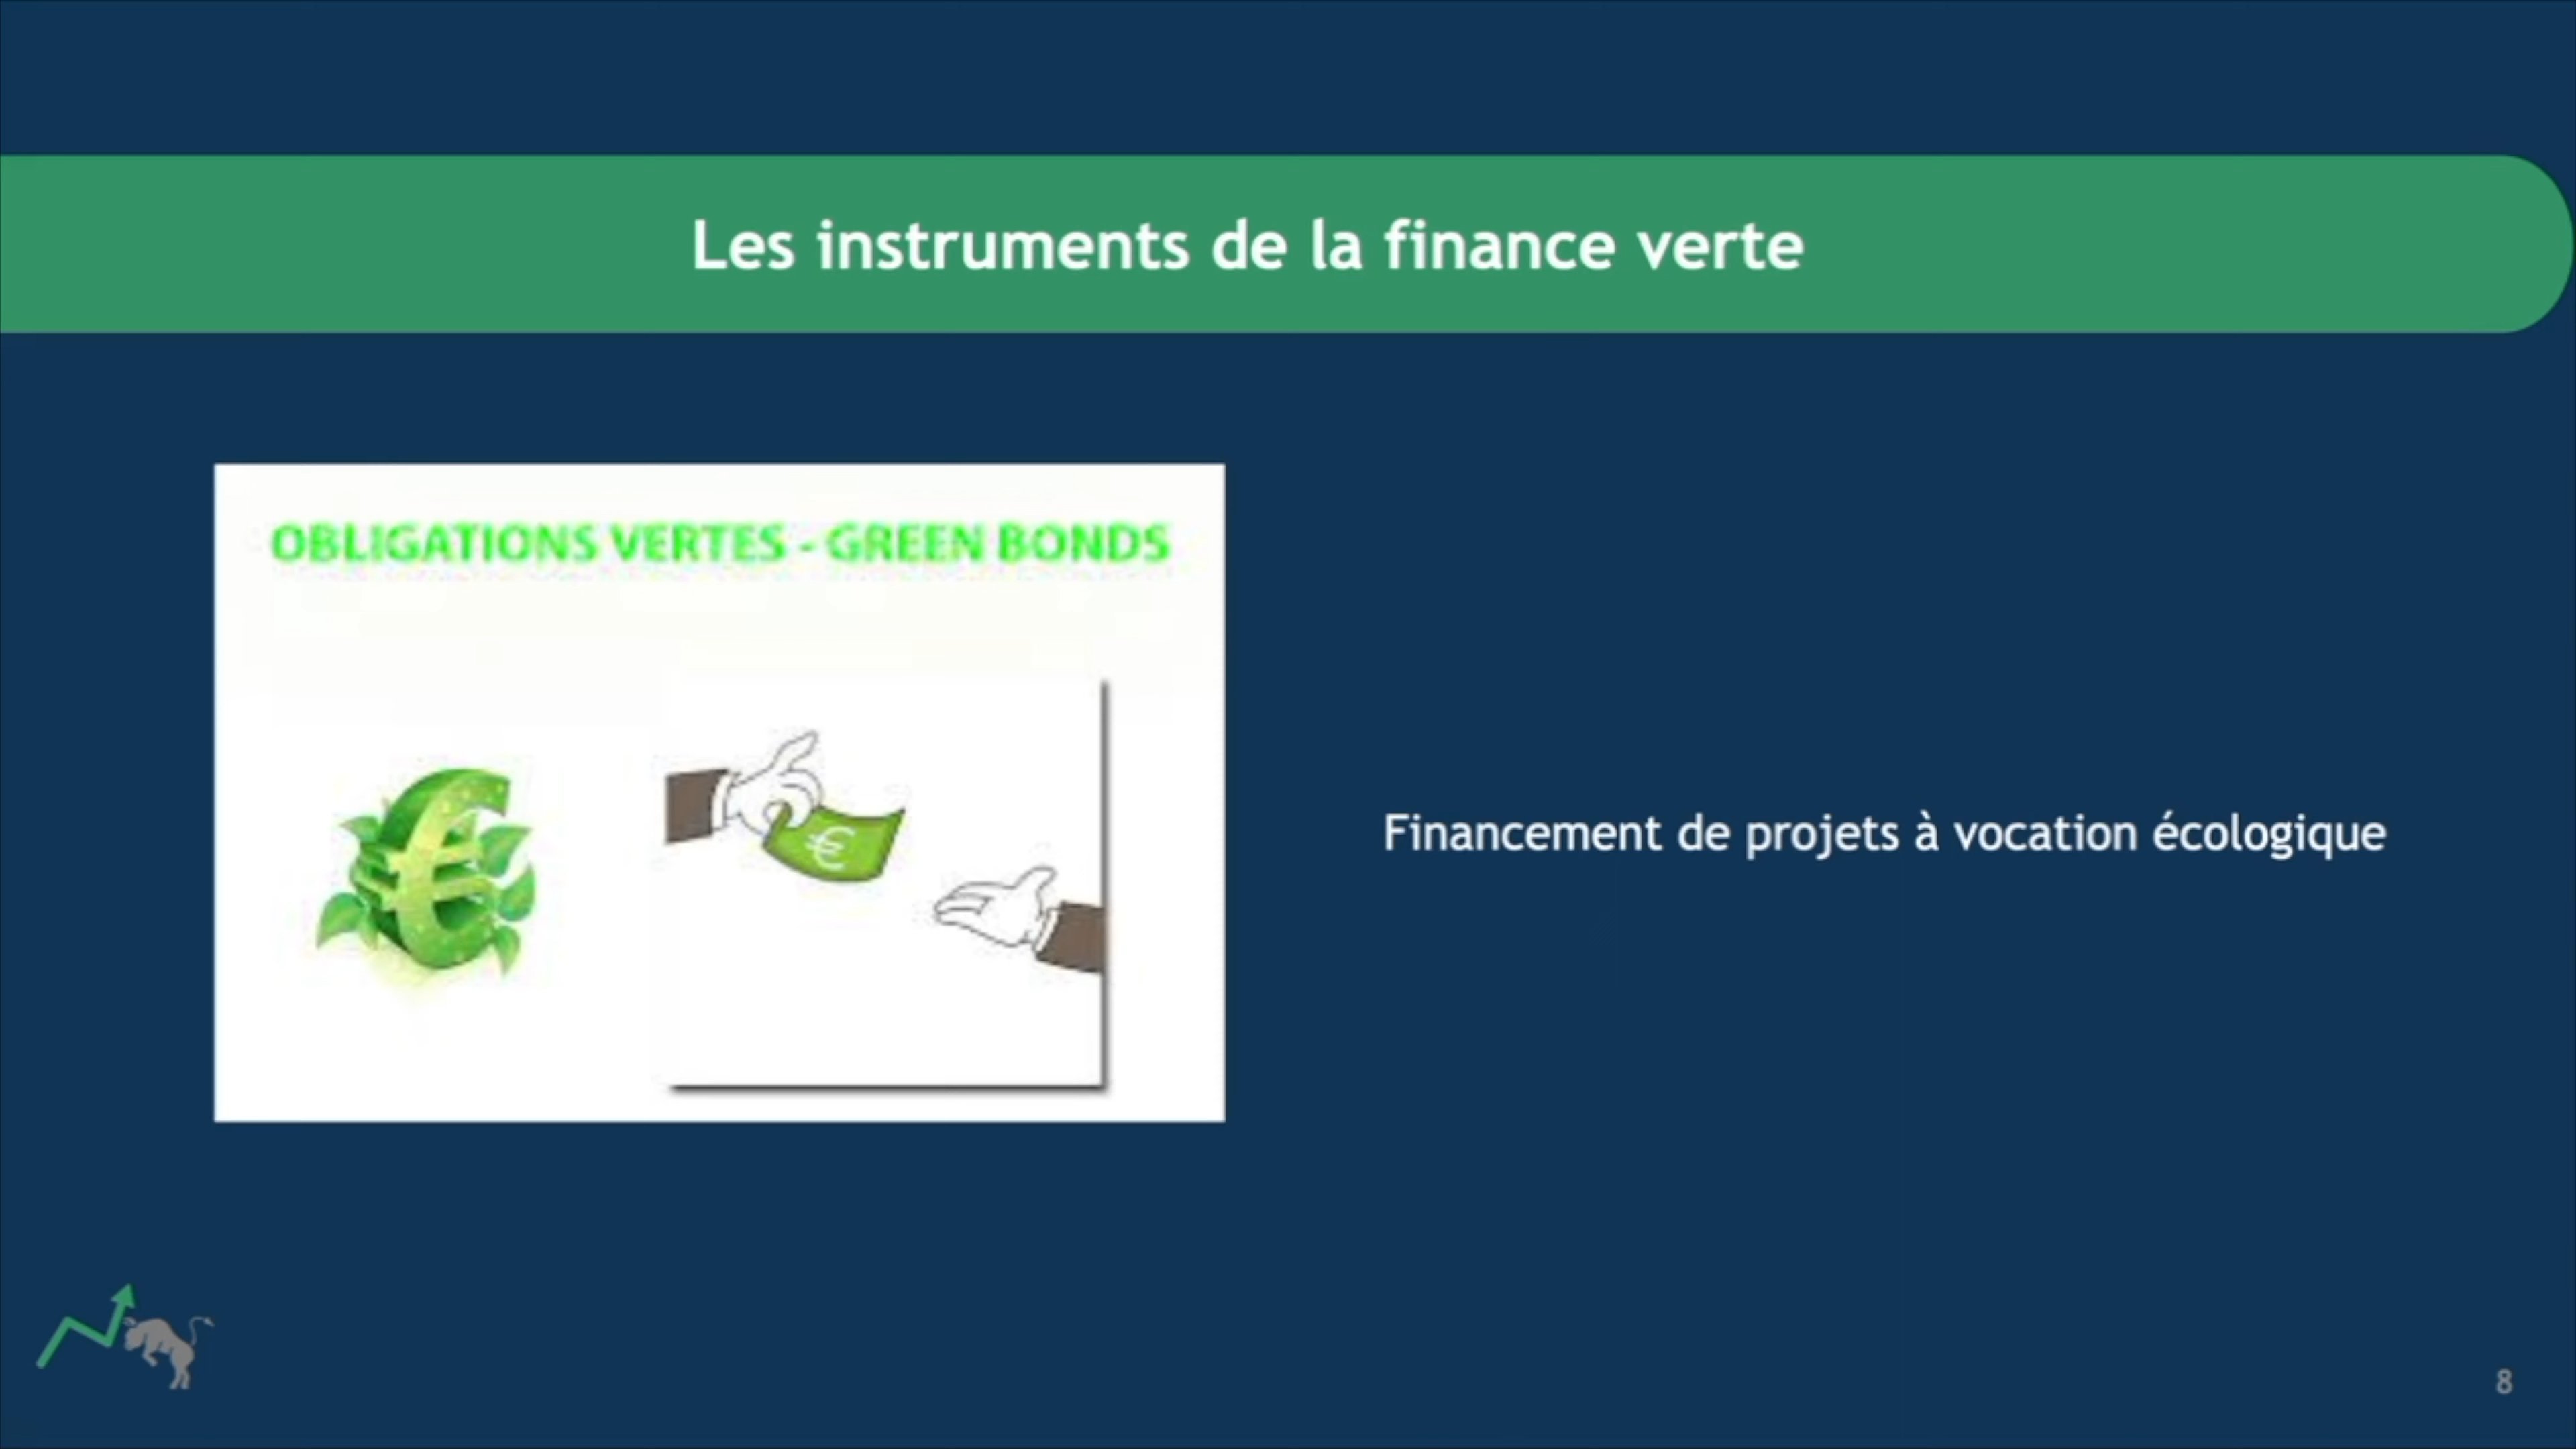 Les instruments de la finance verte
OBLIGATIONS VERTES - GREEN BONDS
€
€
Financement de projets à vocation écologique
8